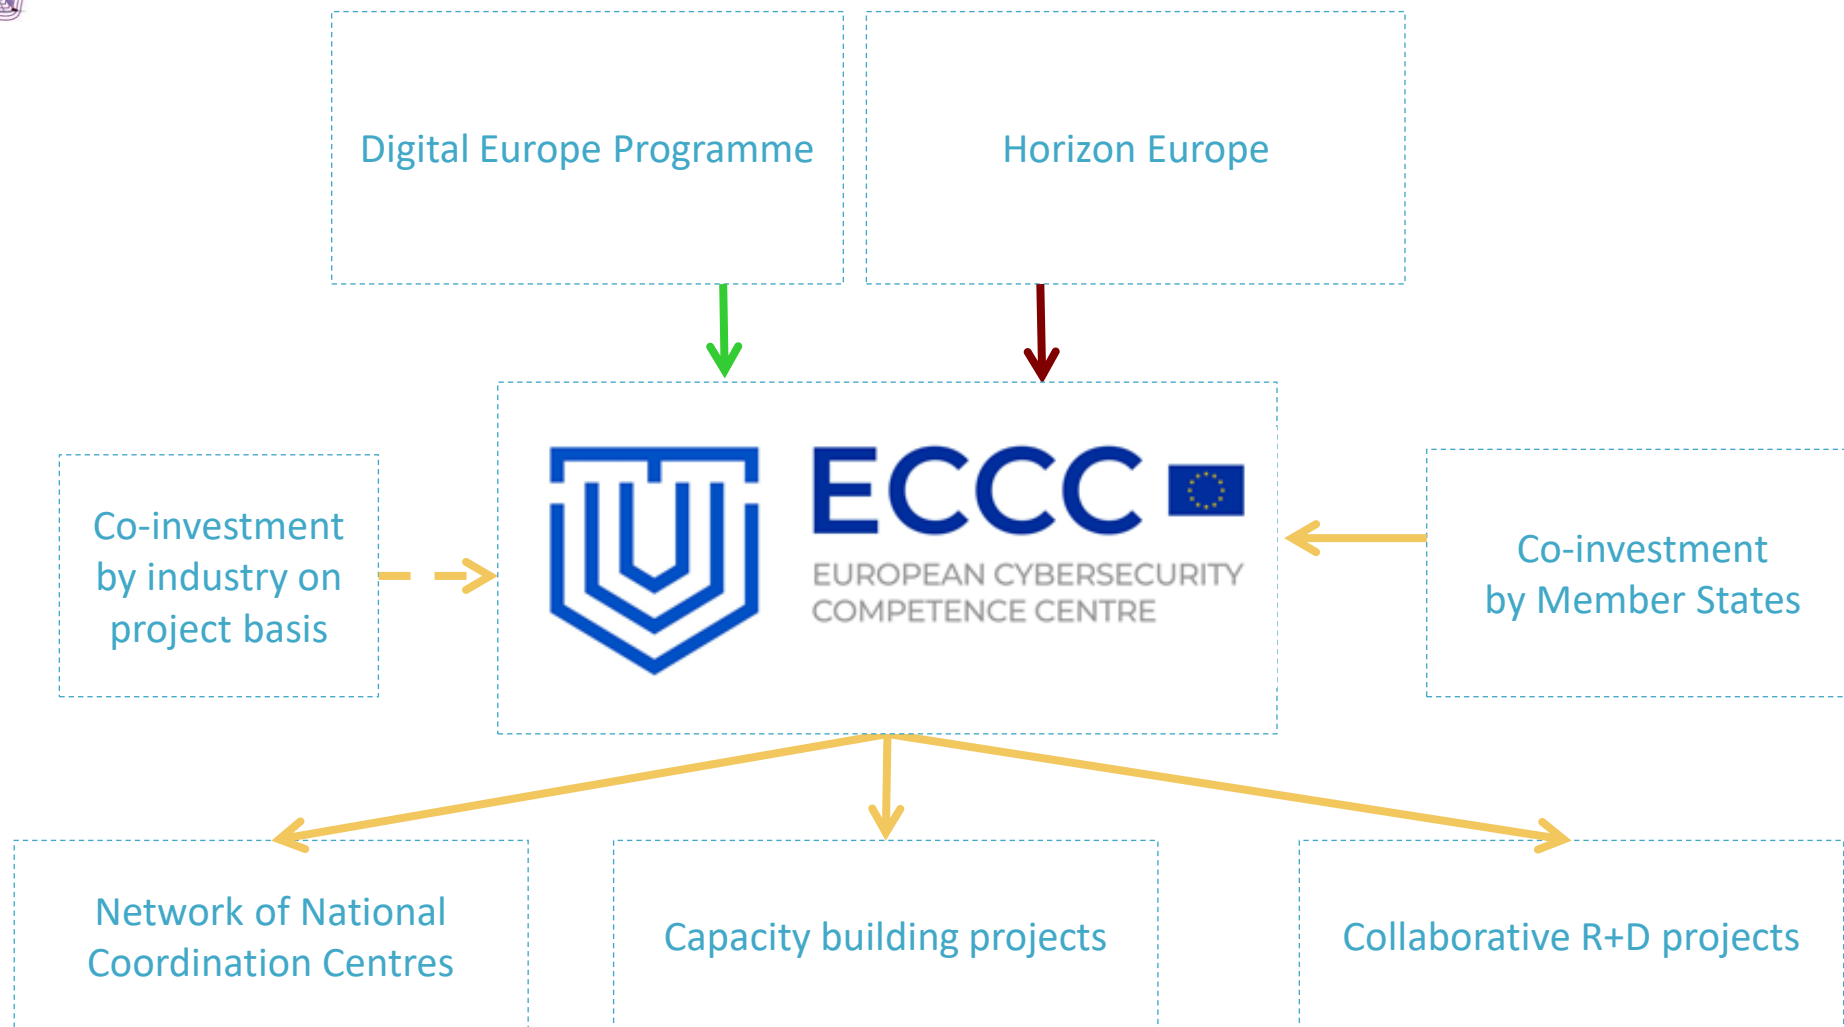 Digital Europe Programme
Horizon Europe
Co-investment
by industry on
project basis
ECCC
EUROPEAN CYBERSECURITY
COMPETENCE CENTRE
Co-investment
by Member States
Network of National
Coordination Centres
Capacity building projects
Collaborative R+D projects